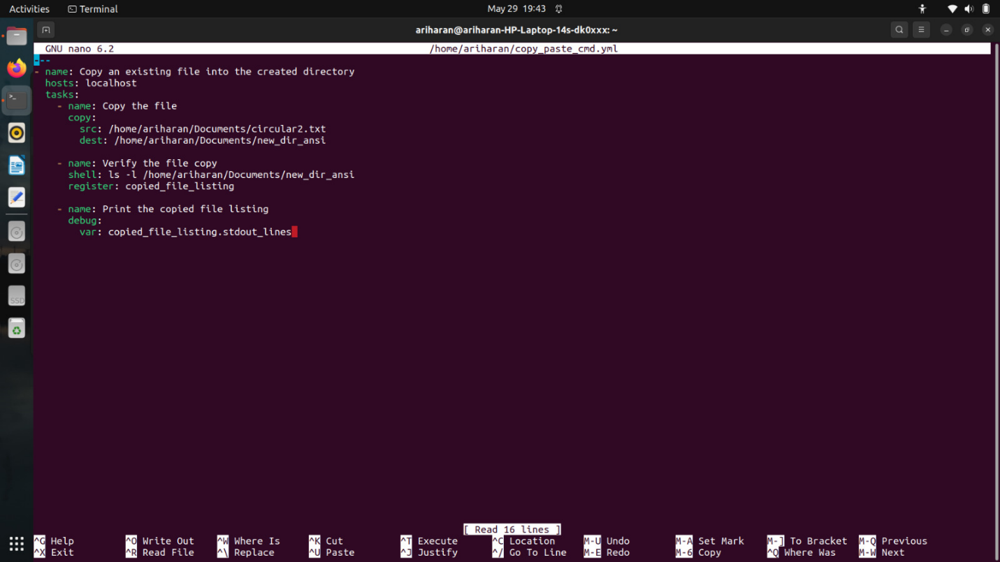 Activities Terminal May 29 19:43
ariharan@ariharan-HP-Laptop-14s-dk0xxx: ~
GNU nano 6.2 /home/ariharan/copy_paste_cmd.yml
---
- name: Copy an existing file into the created directory
  hosts: localhost
  tasks:
    - name: Copy the file
      copy:
        src: /home/ariharan/Documents/circular2.txt
        dest: /home/ariharan/Documents/new_dir_ansi
    - name: Verify the file copy
      shell: ls -l /home/ariharan/Documents/new_dir_ansi
      register: copied_file_listing
    - name: Print the copied file listing
      debug:
        var: copied_file_listing.stdout_lines
SSD
[ Read 16 lines ]
^G Help ^O Write Out ^W Where Is ^K Cut ^T Execute ^C Location M-U Undo M-A Set Mark M-] To Bracket M-Q Previous
^X Exit ^R Read File ^\ Replace ^U Paste ^J Justify ^/ Go To Line M-E Redo M-6 Copy ^Q Where Was M-W Next